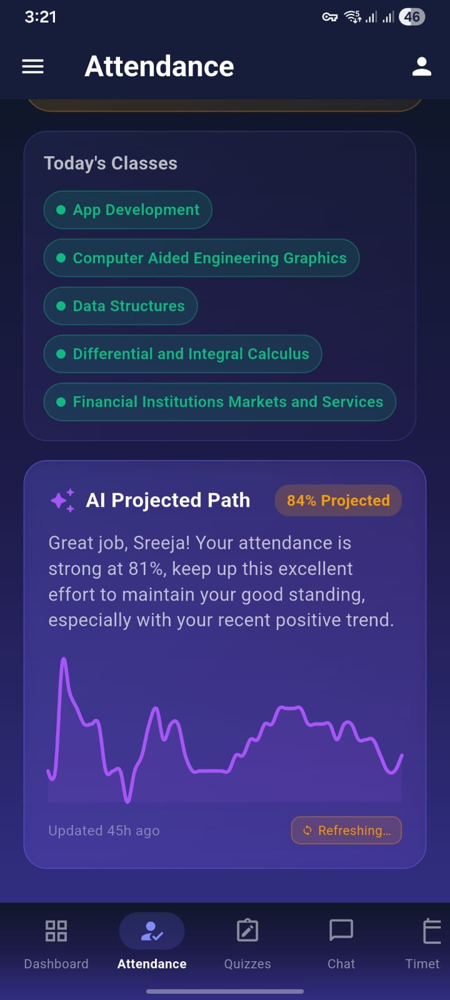 3:21
5
46
Attendance
Today's Classes
App Development
Computer Aided Engineering Graphics
Data Structures
Differential and Integral Calculus
Financial Institutions Markets and Services
AI Projected Path
84% Projected
Great job, Sreeja! Your attendance is
strong at 81%, keep up this excellent
effort to maintain your good standing,
especially with your recent positive trend.
Updated 45h ago
Refreshing...
Dashboard
Attendance
Quizzes
Chat
Timet